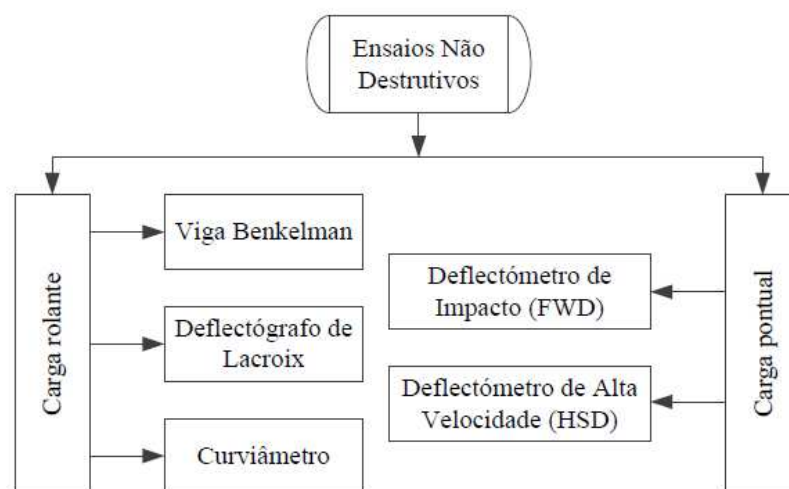 Ensaios Não
Destrutivos
Carga rolante
Viga Benkelman
Deflectógrafo de
Lacroix
Curviâmetro
Deflectómetro de
Impacto (FWD)
Deflectómetro de Alta
Velocidade (HSD)
Carga pontual